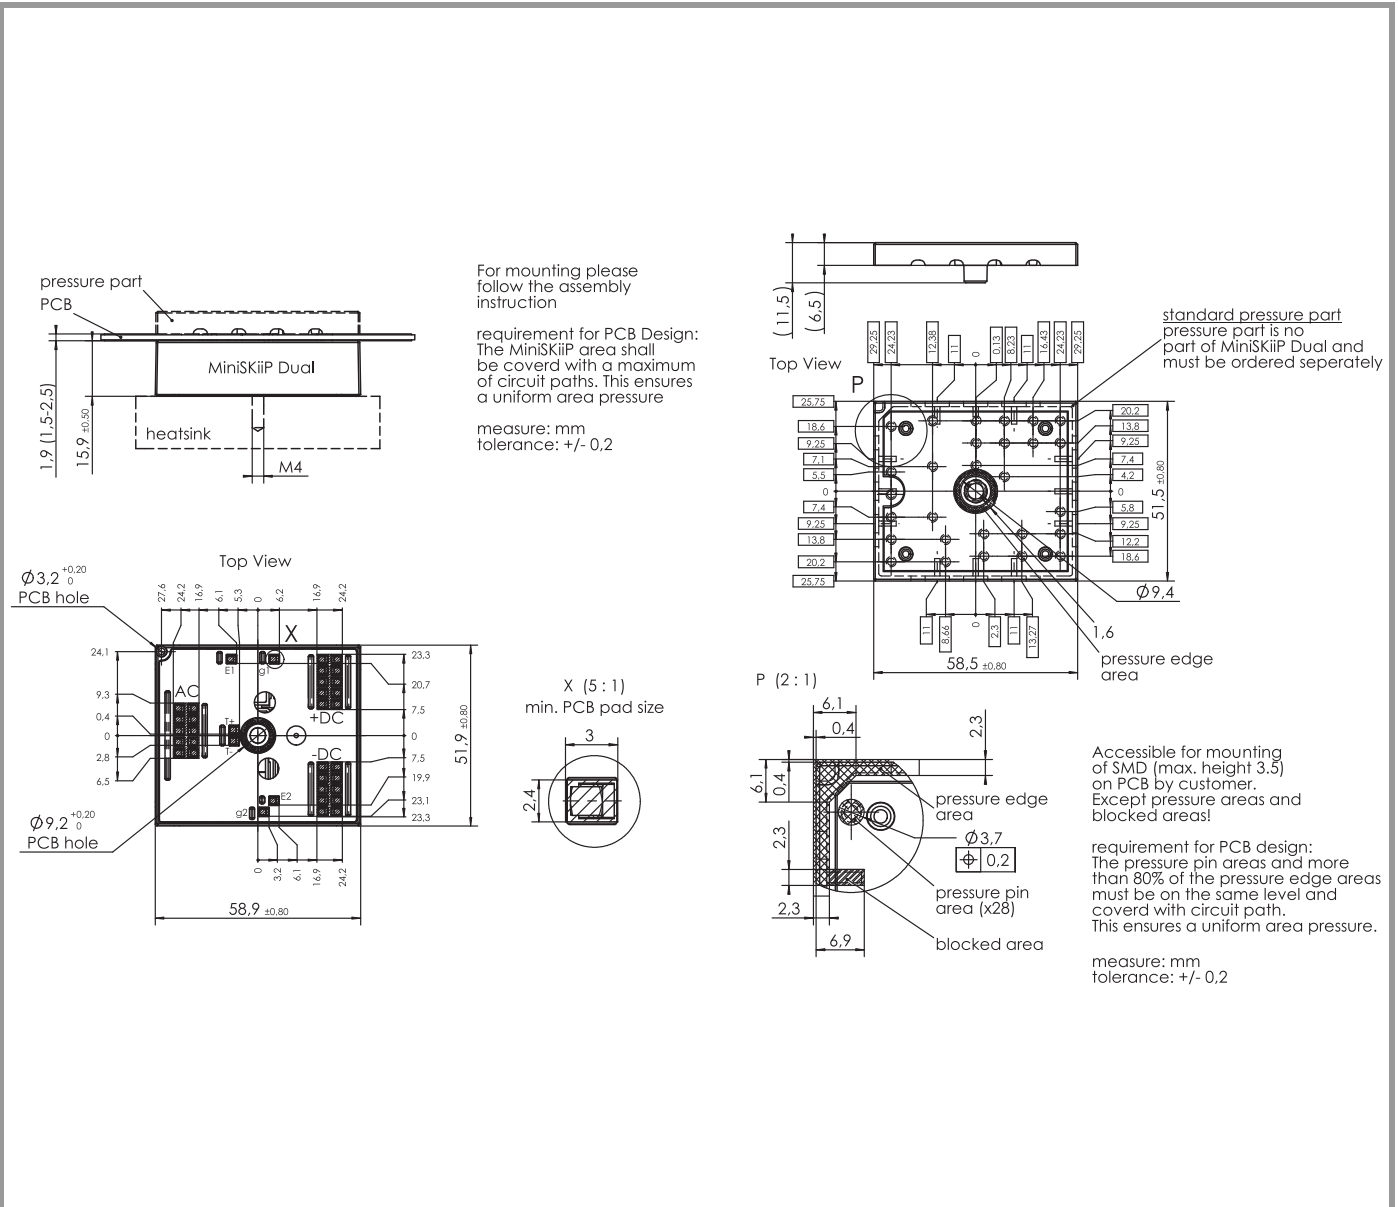 pressure part
PCB
MiniSKiiP Dual
heatsink
1,9 (1,5-2,5)
15,9 ±0,50
M4
For mounting please
follow the assembly
instruction
requirement for PCB Design:
The MiniSKiiP area shall
be coverd with a maximum
of circuit paths. This ensures
a uniform area pressure
measure: mm
tolerance: +/- 0,2
(11,5)
(6,5)
standard pressure part
pressure part is no
part of MiniSKiiP Dual and
must be ordered seperately
Top View
P
29,25 24,23 12,38 11 0 0,13 8,23 11 16,43 24,23 29,25
25,75
18,6
9,25
7,1
5,5
0
7,4
9,25
13,8
20,2
25,75
20,2
13,8
9,25
7,4
4,2
0
5,8
9,25
12,2
18,6
51,5 ±0,80
11 8,66 0 2,3 11 13,27
58,5 ±0,80
Ø9,4
1,6
pressure edge
area
Top View
Ø3,2 +0,20 0
PCB hole
27,6 24,2 16,9 6,1 5,3 0 6,2 16,9 24,2
X
24,1
9,3
0,4
0
2,8
6,5
AC
E1
g1
T+
T-
+DC
-DC
E2
g2
23,3
20,7
7,5
0
7,5
19,9
23,1
23,3
51,9 ±0,80
Ø9,2 +0,20 0
PCB hole
0 3,2 6,1 16,9 24,2
58,9 ±0,80
X (5 : 1)
min. PCB pad size
3
2,4
P (2 : 1)
6,1
0,4
2,3
6,1
0,4
2,3
2,3
6,9
pressure edge
area
Ø3,7
0,2
pressure pin
area (x28)
blocked area
Accessible for mounting
of SMD (max. height 3.5)
on PCB by customer.
Except pressure areas and
blocked areas!
requirement for PCB design:
The pressure pin areas and more
than 80% of the pressure edge areas
must be on the same level and
coverd with circuit path.
This ensures a uniform area pressure.
measure: mm
tolerance: +/- 0,2